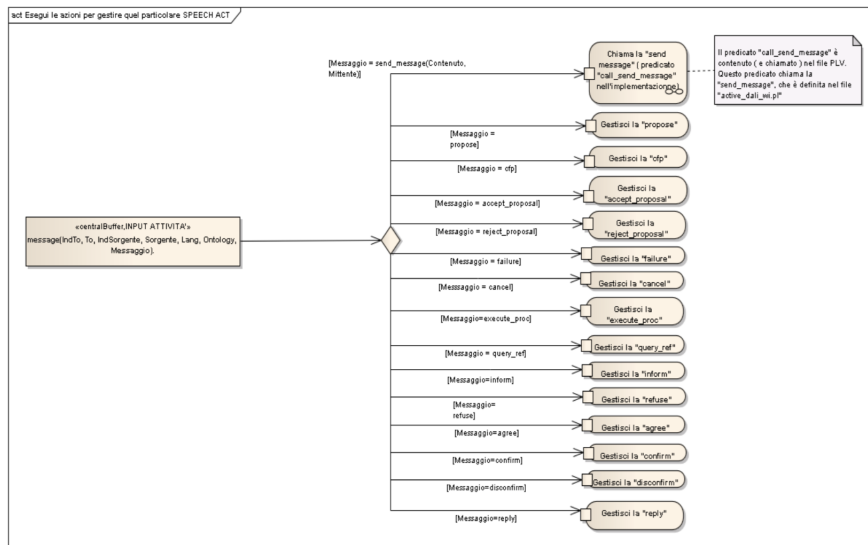 act Esegui le azioni per gestire quel particolare SPEECH ACT
[Messaggio = send_message(Contenuto,
Mittente)]
Chiama la "send
message" ( predicato
"call_send_message"
nell'implementazionne)
Il predicato "call_send_message" è
contenuto ( e chiamato ) nel file PLV.
Questo predicato chiama la
"send_message", che è definita nel file
"active_dali_wi.pl"
[Messaggio =
propose]
Gestisci la "propose"
[Messaggio = cfp]
Gestisci la "cfp"
[Messaggio = accept_proposal]
Gestisci la
"accept_proposal"
[Messaggio = reject_proposal]
Gestisci la
"reject_proposal"
«centralBuffer,INPUT ATTIVITA'»
message(IndTo, To, IndSorgente, Sorgente, Lang, Ontology,
Messaggio).
[Messaggio = failure]
Gestisci la "failure"
[Messsaggio = cancel]
Gestisci la "cancel"
[Messaggio=execute_proc]
Gestisci la
"execute_proc"
[Messaggio = query_ref]
Gestisci la "query_ref"
[Messaggio=inform]
Gestisci la "inform"
[Messaggio=
refuse]
Gestisci la "refuse"
[Messaggio=agree]
Gestisci la "agree"
[Messaggio=confirm]
Gestisci la "confirm"
[Messaggio=disconfirm]
Gestisci la "disconfirm"
[Messaggio=reply]
Gestisci la "reply"